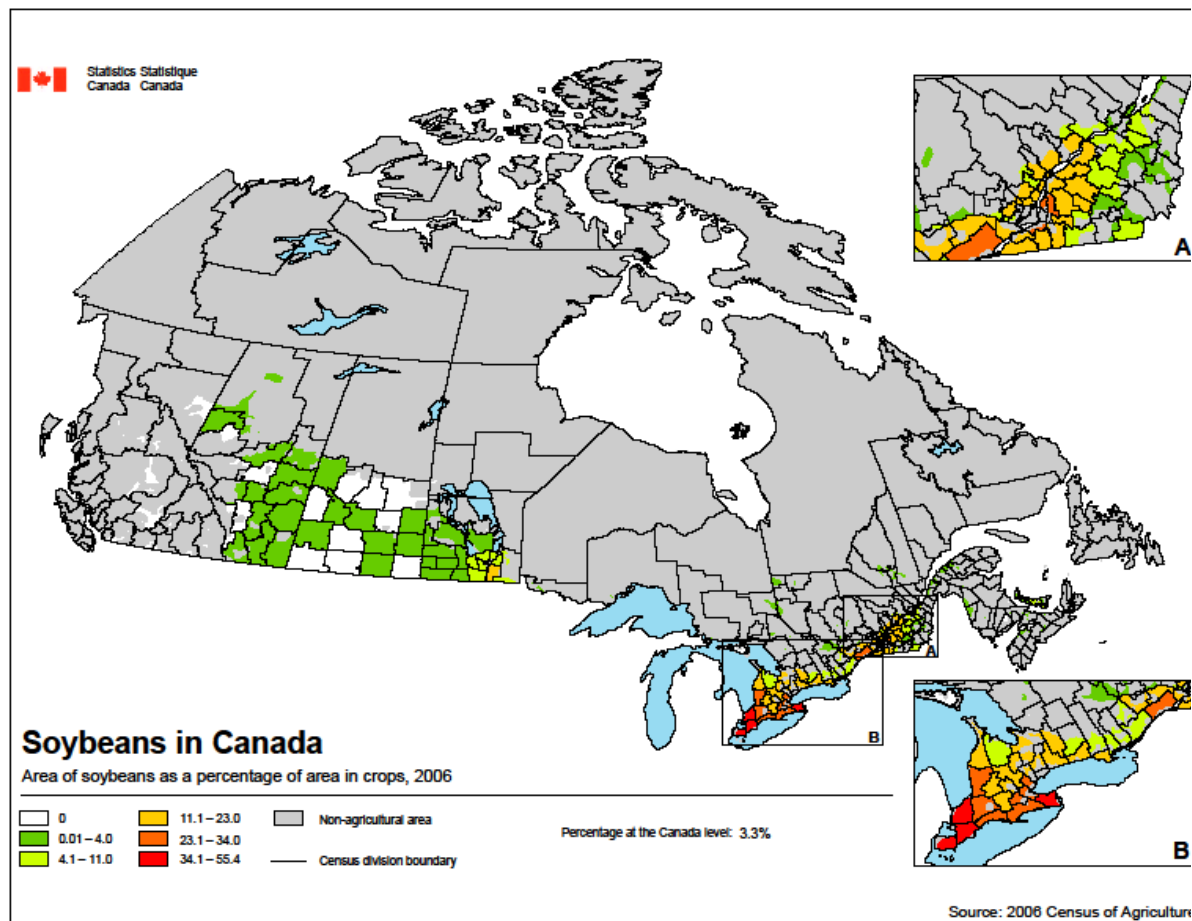 Statistics Statistique
Canada Canada
A
A
B
B
Soybeans in Canada
Area of soybeans as a percentage of area in crops, 2006
0
0.01 – 4.0
4.1 – 11.0
11.1 – 23.0
23.1 – 34.0
34.1 – 55.4
Non-agricultural area
Census division boundary
Percentage at the Canada level: 3.3%
Source: 2006 Census of Agriculture